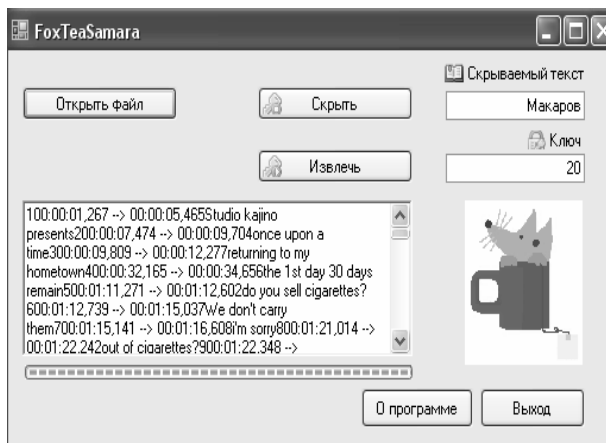 FoxTeaSamara
Открыть файл
Скрыть
Извлечь
Скрываемый текст
Макаров
Ключ
20
100:00:01,267 --> 00:00:05,465Studio kajino
presents200:00:07,474 --> 00:00:09,704once upon a
time300:00:09,809 --> 00:00:12,277returning to my
hometown400:00:32,165 --> 00:00:34,656the 1st day 30 days
remain500:01:11,271 --> 00:01:12,602do you sell cigarettes?
600:01:12,739 --> 00:01:15,037We don't carry
them700:01:15,141 --> 00:01:16,608i'm sorry800:01:21,014 -->
00:01:22,242out of cigarettes?900:01:22,348 -->
О программе
Выход